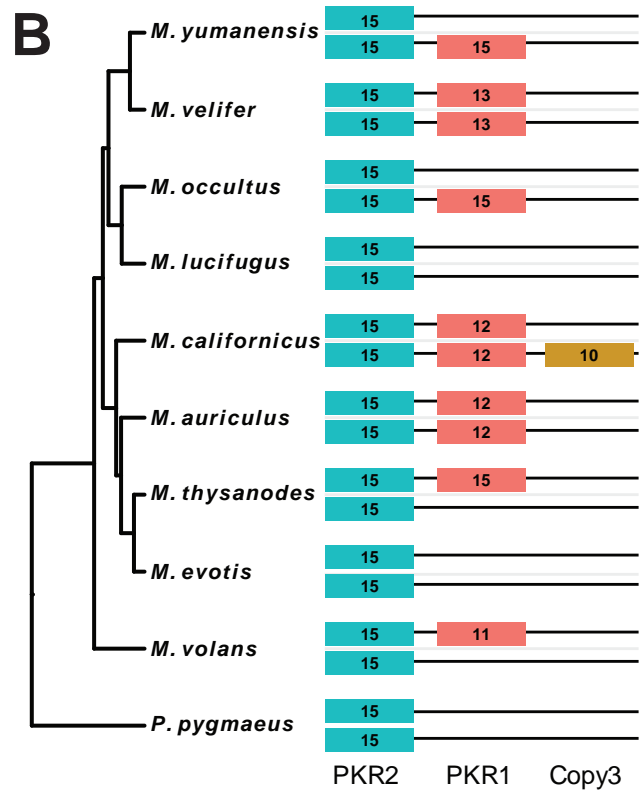 B
M. yumanensis 15
15 15
M. velifer 15 13
15 13
M. occultus 15
15 15
M. lucifugus 15
15
M. californicus 15 12
15 12 10
M. auriculus 15 12
15 12
M. thysanodes 15 15
15
M. evotis 15
15
M. volans 15 11
15
P. pygmaeus 15
15
PKR2 PKR1 Copy3